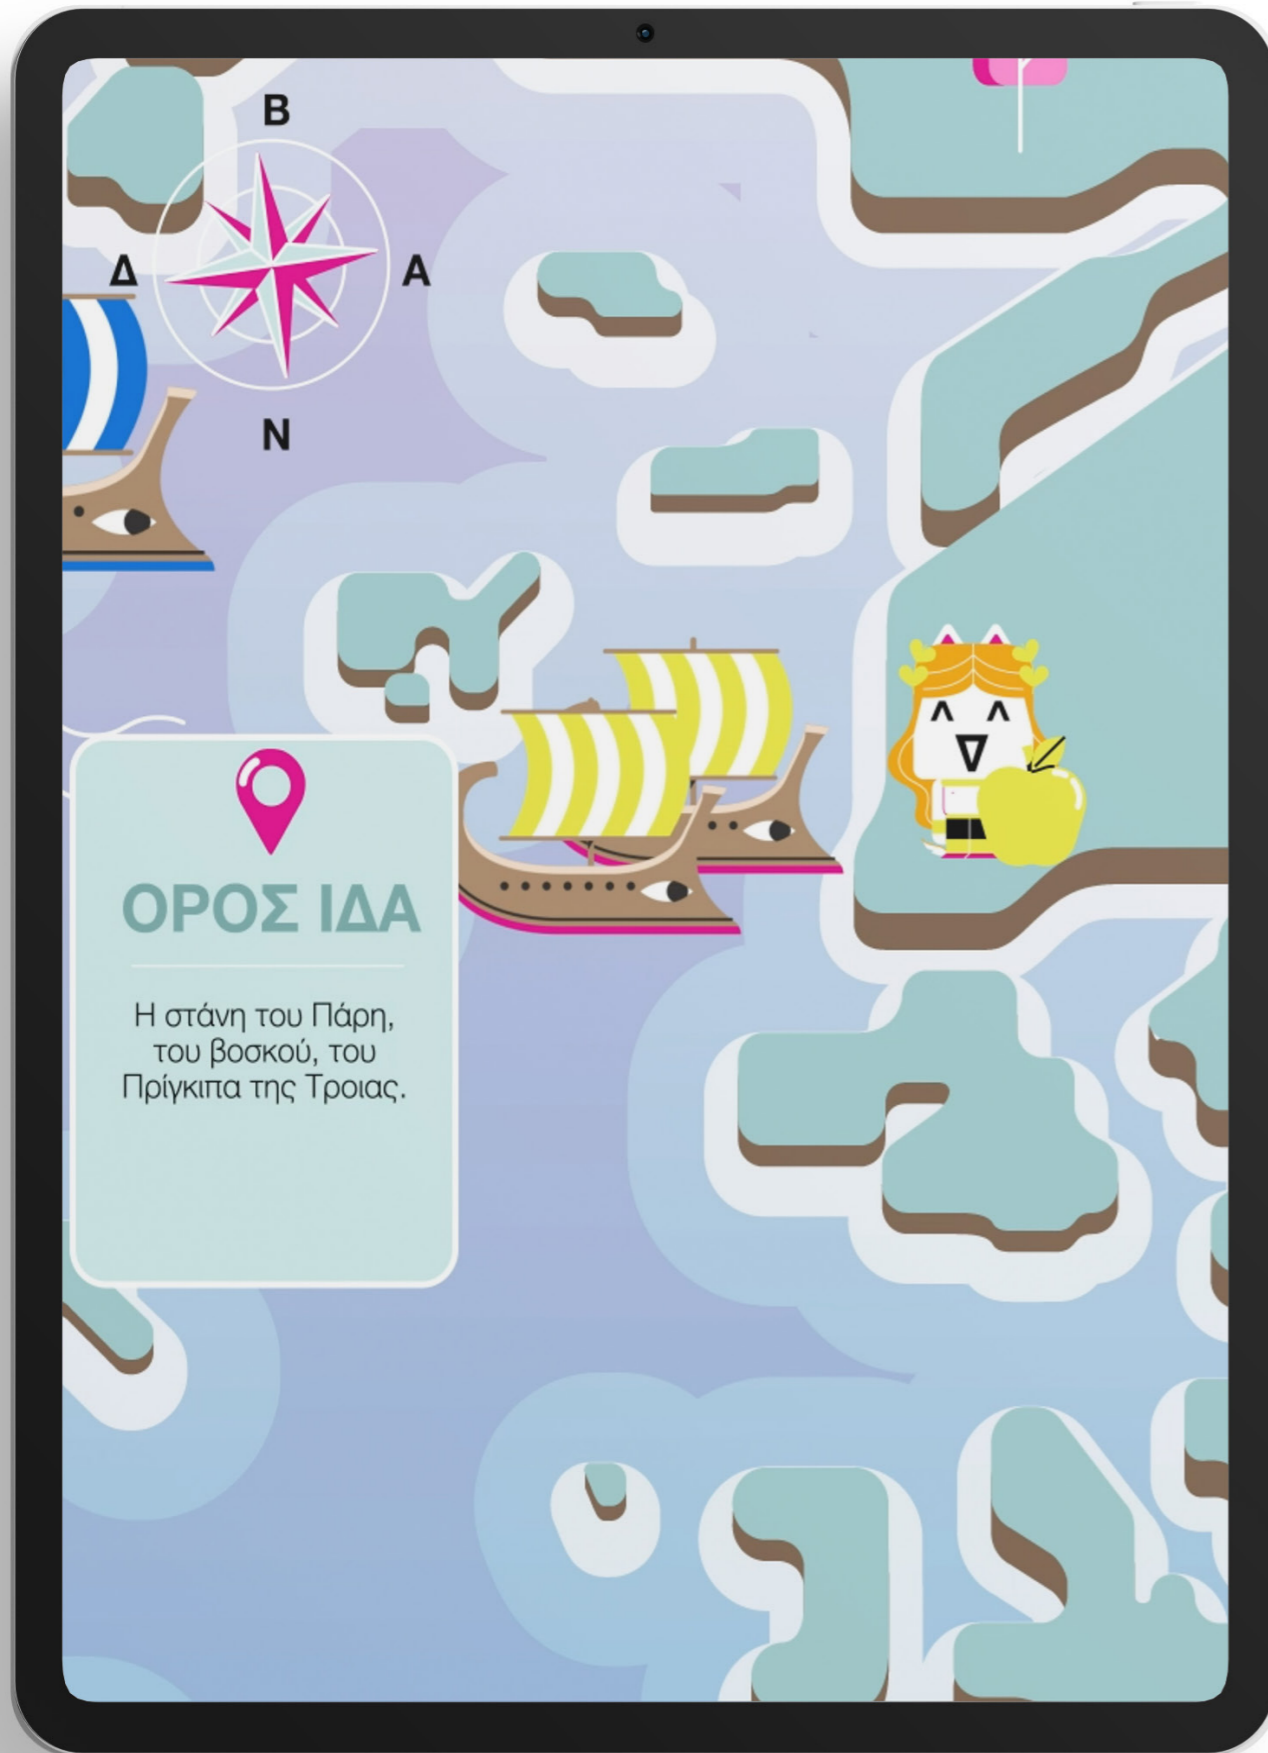 Β
Δ
Α
Ν
ΟΡΟΣ ΙΔΑ
Η στάνη του Πάρη,
του βοσκού, του
Πρίγκιπα της Τροιας.